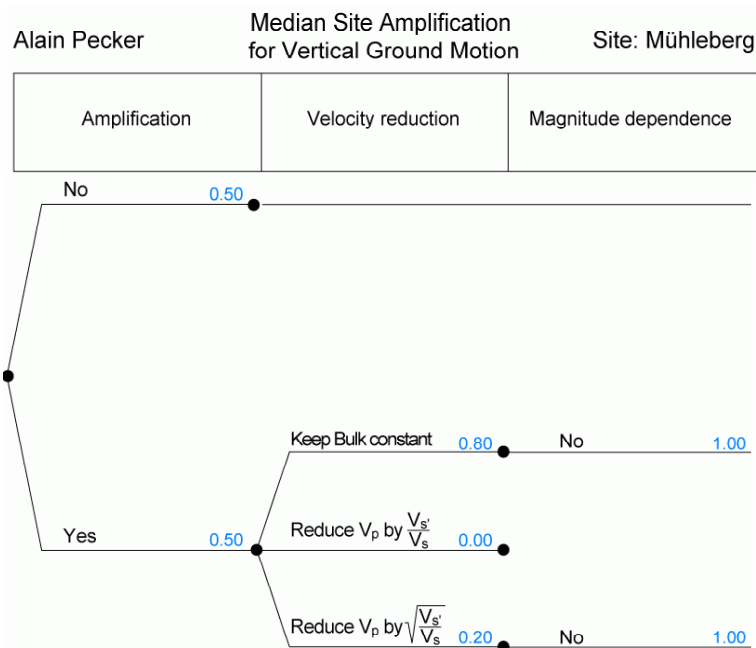 Alain Pecker
Median Site Amplification
for Vertical Ground Motion
Site: Mühleberg
Amplification
Velocity reduction
Magnitude dependence
No 0.50
Keep Bulk constant 0.80
No 1.00
Yes 0.50
Reduce Vp by Vs'/Vs 0.00
Reduce Vp by √(Vs'/Vs) 0.20
No 1.00